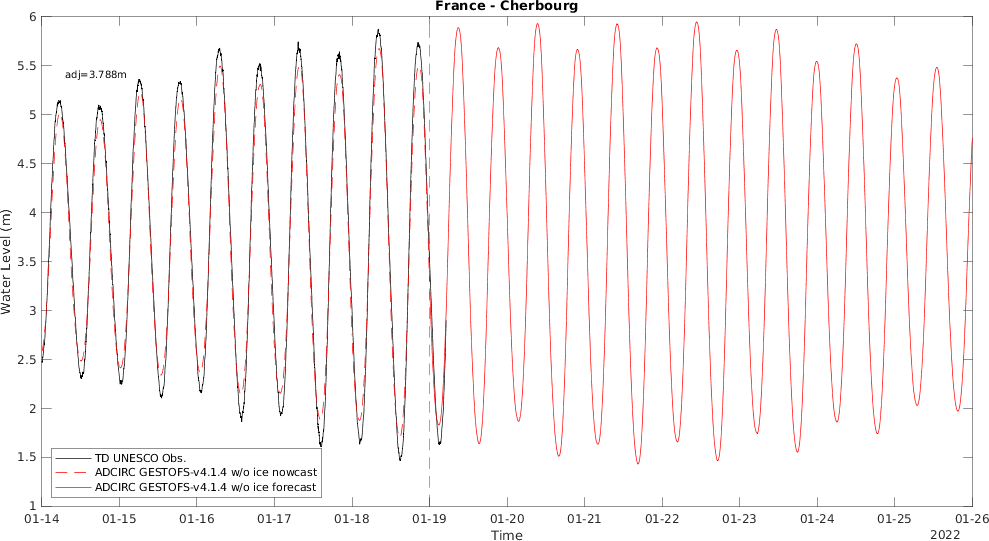 France - Cherbourg
adj=3.788m
6
5.5
5
4.5
4
3.5
3
2.5
2
1.5
1
Water Level (m)
TD UNESCO Obs.
ADCIRC GESTOFS-v4.1.4 w/o ice nowcast
ADCIRC GESTOFS-v4.1.4 w/o ice forecast
01-14 01-15 01-16 01-17 01-18 01-19 01-20 01-21 01-22 01-23 01-24 01-25 01-26
Time
2022